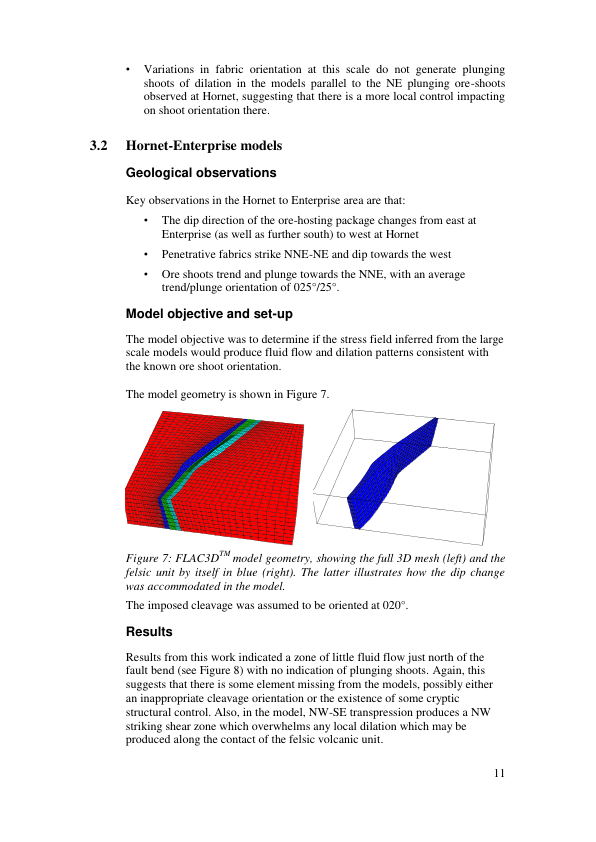 • Variations in fabric orientation at this scale do not generate plunging
shoots of dilation in the models parallel to the NE plunging ore-shoots
observed at Hornet, suggesting that there is a more local control impacting
on shoot orientation there.
3.2 Hornet-Enterprise models
Geological observations
Key observations in the Hornet to Enterprise area are that:
• The dip direction of the ore-hosting package changes from east at
Enterprise (as well as further south) to west at Hornet
• Penetrative fabrics strike NNE-NE and dip towards the west
• Ore shoots trend and plunge towards the NNE, with an average
trend/plunge orientation of 025°/25°.
Model objective and set-up
The model objective was to determine if the stress field inferred from the large
scale models would produce fluid flow and dilation patterns consistent with
the known ore shoot orientation.
The model geometry is shown in Figure 7.
Figure 7: FLAC3DTM model geometry, showing the full 3D mesh (left) and the
felsic unit by itself in blue (right). The latter illustrates how the dip change
was accommodated in the model.
The imposed cleavage was assumed to be oriented at 020°.
Results
Results from this work indicated a zone of little fluid flow just north of the
fault bend (see Figure 8) with no indication of plunging shoots. Again, this
suggests that there is some element missing from the models, possibly either
an inappropriate cleavage orientation or the existence of some cryptic
structural control. Also, in the model, NW-SE transpression produces a NW
striking shear zone which overwhelms any local dilation which may be
produced along the contact of the felsic volcanic unit.
11